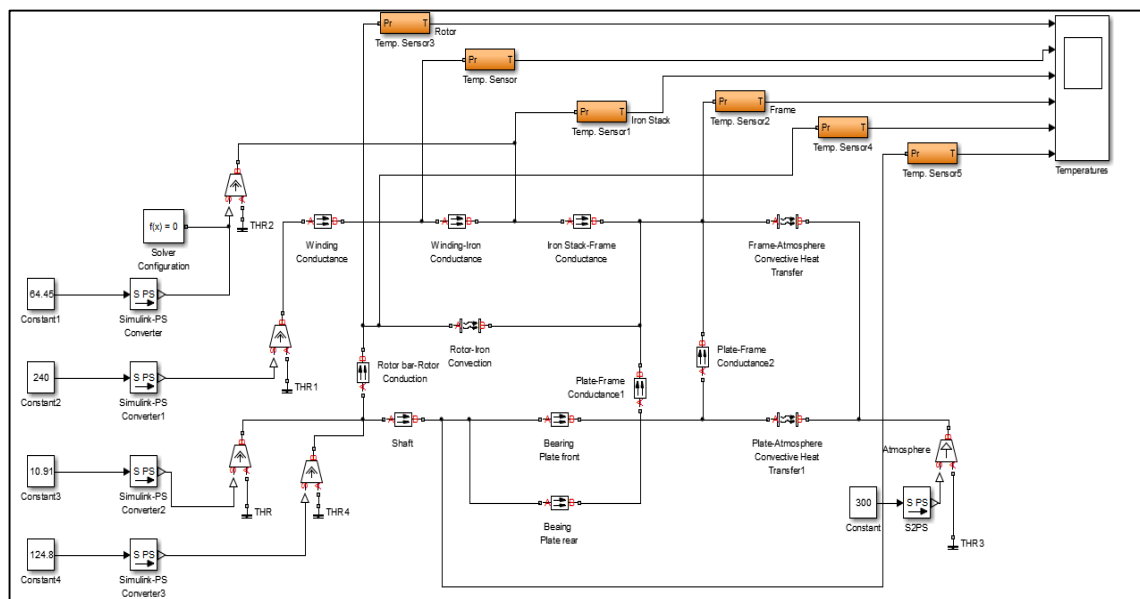 Pr T
Rotor
Temp. Sensor3
Pr T
Temp. Sensor
Pr T
Iron Stack
Temp. Sensor1
Pr T
Frame
Temp. Sensor2
Pr T
Temp. Sensor4
Pr T
Temp. Sensor5
Temperatures
THR2
f(x) = 0
Solver
Configuration
Winding
Conductance
Winding-Iron
Conductance
Iron Stack-Frame
Conductance
Frame-Atmosphere
Convective Heat
Transfer
64.45
Constant1
S PS
Simulink-PS
Converter
THR1
Rotor bar-Rotor
Conduction
Rotor-Iron
Convection
Plate-Frame
Conductance1
Plate-Frame
Conductance2
240
Constant2
S PS
Simulink-PS
Converter1
Shaft
Bearing
Plate front
Plate-Atmosphere
Convective Heat
Transfer1
Atmosphere
10.91
Constant3
S PS
Simulink-PS
Converter2
THR
THR4
Beaing
Plate rear
300
Constant
S PS
S2PS
THR3
124.8
Constant4
S PS
Simulink-PS
Converter3